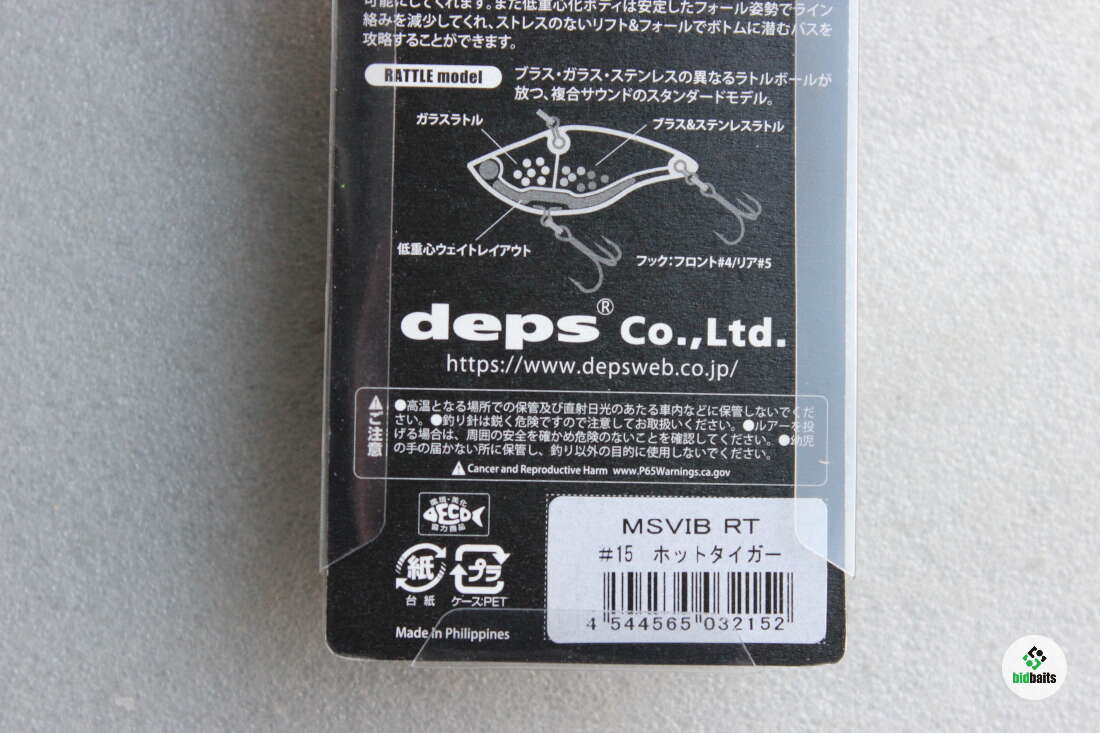 可能にしてくれます。また低重心化ボディは安定したフォール姿勢でライン
絡みを減少してくれ、ストレスのないリフト&フォールでボトムに潜むバスを
攻略することができます。
RATTLE model
ブラス・ガラス・ステンレスの異なるラトルボールが
放つ、複合サウンドのスタンダードモデル。
ガラスラトル
ブラス&ステンレスラトル
低重心ウェイトレイアウト
フック:フロント#4/リア#5
deps® Co.,Ltd.
https://www.depsweb.co.jp/
⚠ご注意
●高温となる場所での保管及び直射日光のあたる車内などに保管しないでくだ
さい。●釣り針は鋭く危険ですので注意してお取扱いください。●ルアーを投
げる場合は、周囲の安全を確かめ危険のないことを確認してください。●幼児
の手の届かない所に保管し、釣り以外の目的に使用しないでください。
⚠Cancer and Reproductive Harm www.P65Warnings.ca.gov
環境・美化
ECO
協力商品
紙
台紙
プラ
ケース:PET
Made in Philippines
MSVIB RT
#15 ホットタイガー
4 544565 032152
bidbaits